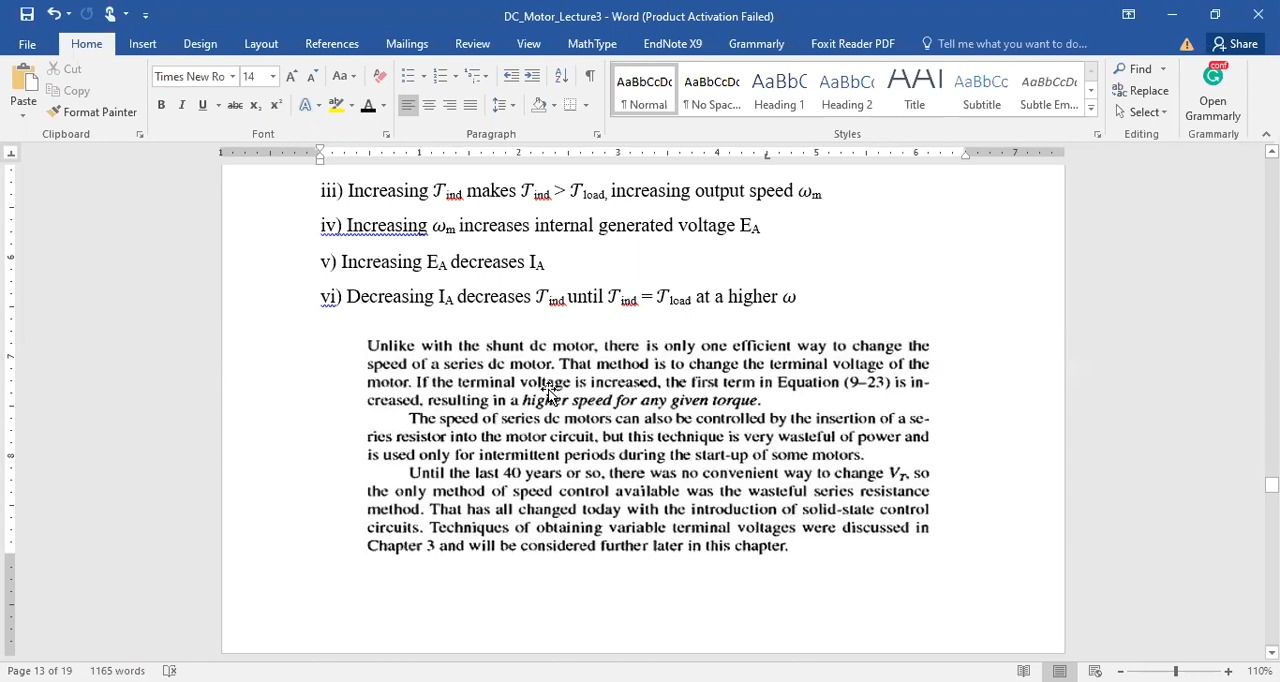 DC_Motor_Lecture3 - Word (Product Activation Failed)
File Home Insert Design Layout References Mailings Review View MathType EndNote X9 Grammarly Foxit Reader PDF Tell me what you want to do... Share
Paste
Cut
Copy
Format Painter
Clipboard
Times New Ro 14
Font
Paragraph
AaBbCcDc AaBbCcDc AaBbC AaBbCc AaI AaBbCc AaBbCcDc
¶ Normal ¶ No Spac... Heading 1 Heading 2 Title Subtitle Subtle Em...
Styles
Find
Replace
Select
Editing
Open
Grammarly
Grammarly
1 1 2 3 5 6 7
iii) Increasing 𝒯ind makes 𝒯ind > 𝒯load, increasing output speed ωm
iv) Increasing ωm increases internal generated voltage EA
v) Increasing EA decreases IA
vi) Decreasing IA decreases 𝒯ind until 𝒯ind = 𝒯load at a higher ω
Unlike with the shunt dc motor, there is only one efficient way to change the
speed of a series dc motor. That method is to change the terminal voltage of the
motor. If the terminal voltage is increased, the first term in Equation (9–23) is in-
creased, resulting in a higher speed for any given torque.
The speed of series dc motors can also be controlled by the insertion of a se-
ries resistor into the motor circuit, but this technique is very wasteful of power and
is used only for intermittent periods during the start-up of some motors.
Until the last 40 years or so, there was no convenient way to change VT, so
the only method of speed control available was the wasteful series resistance
method. That has all changed today with the introduction of solid-state control
circuits. Techniques of obtaining variable terminal voltages were discussed in
Chapter 3 and will be considered further later in this chapter.
Page 13 of 19 1165 words 110%